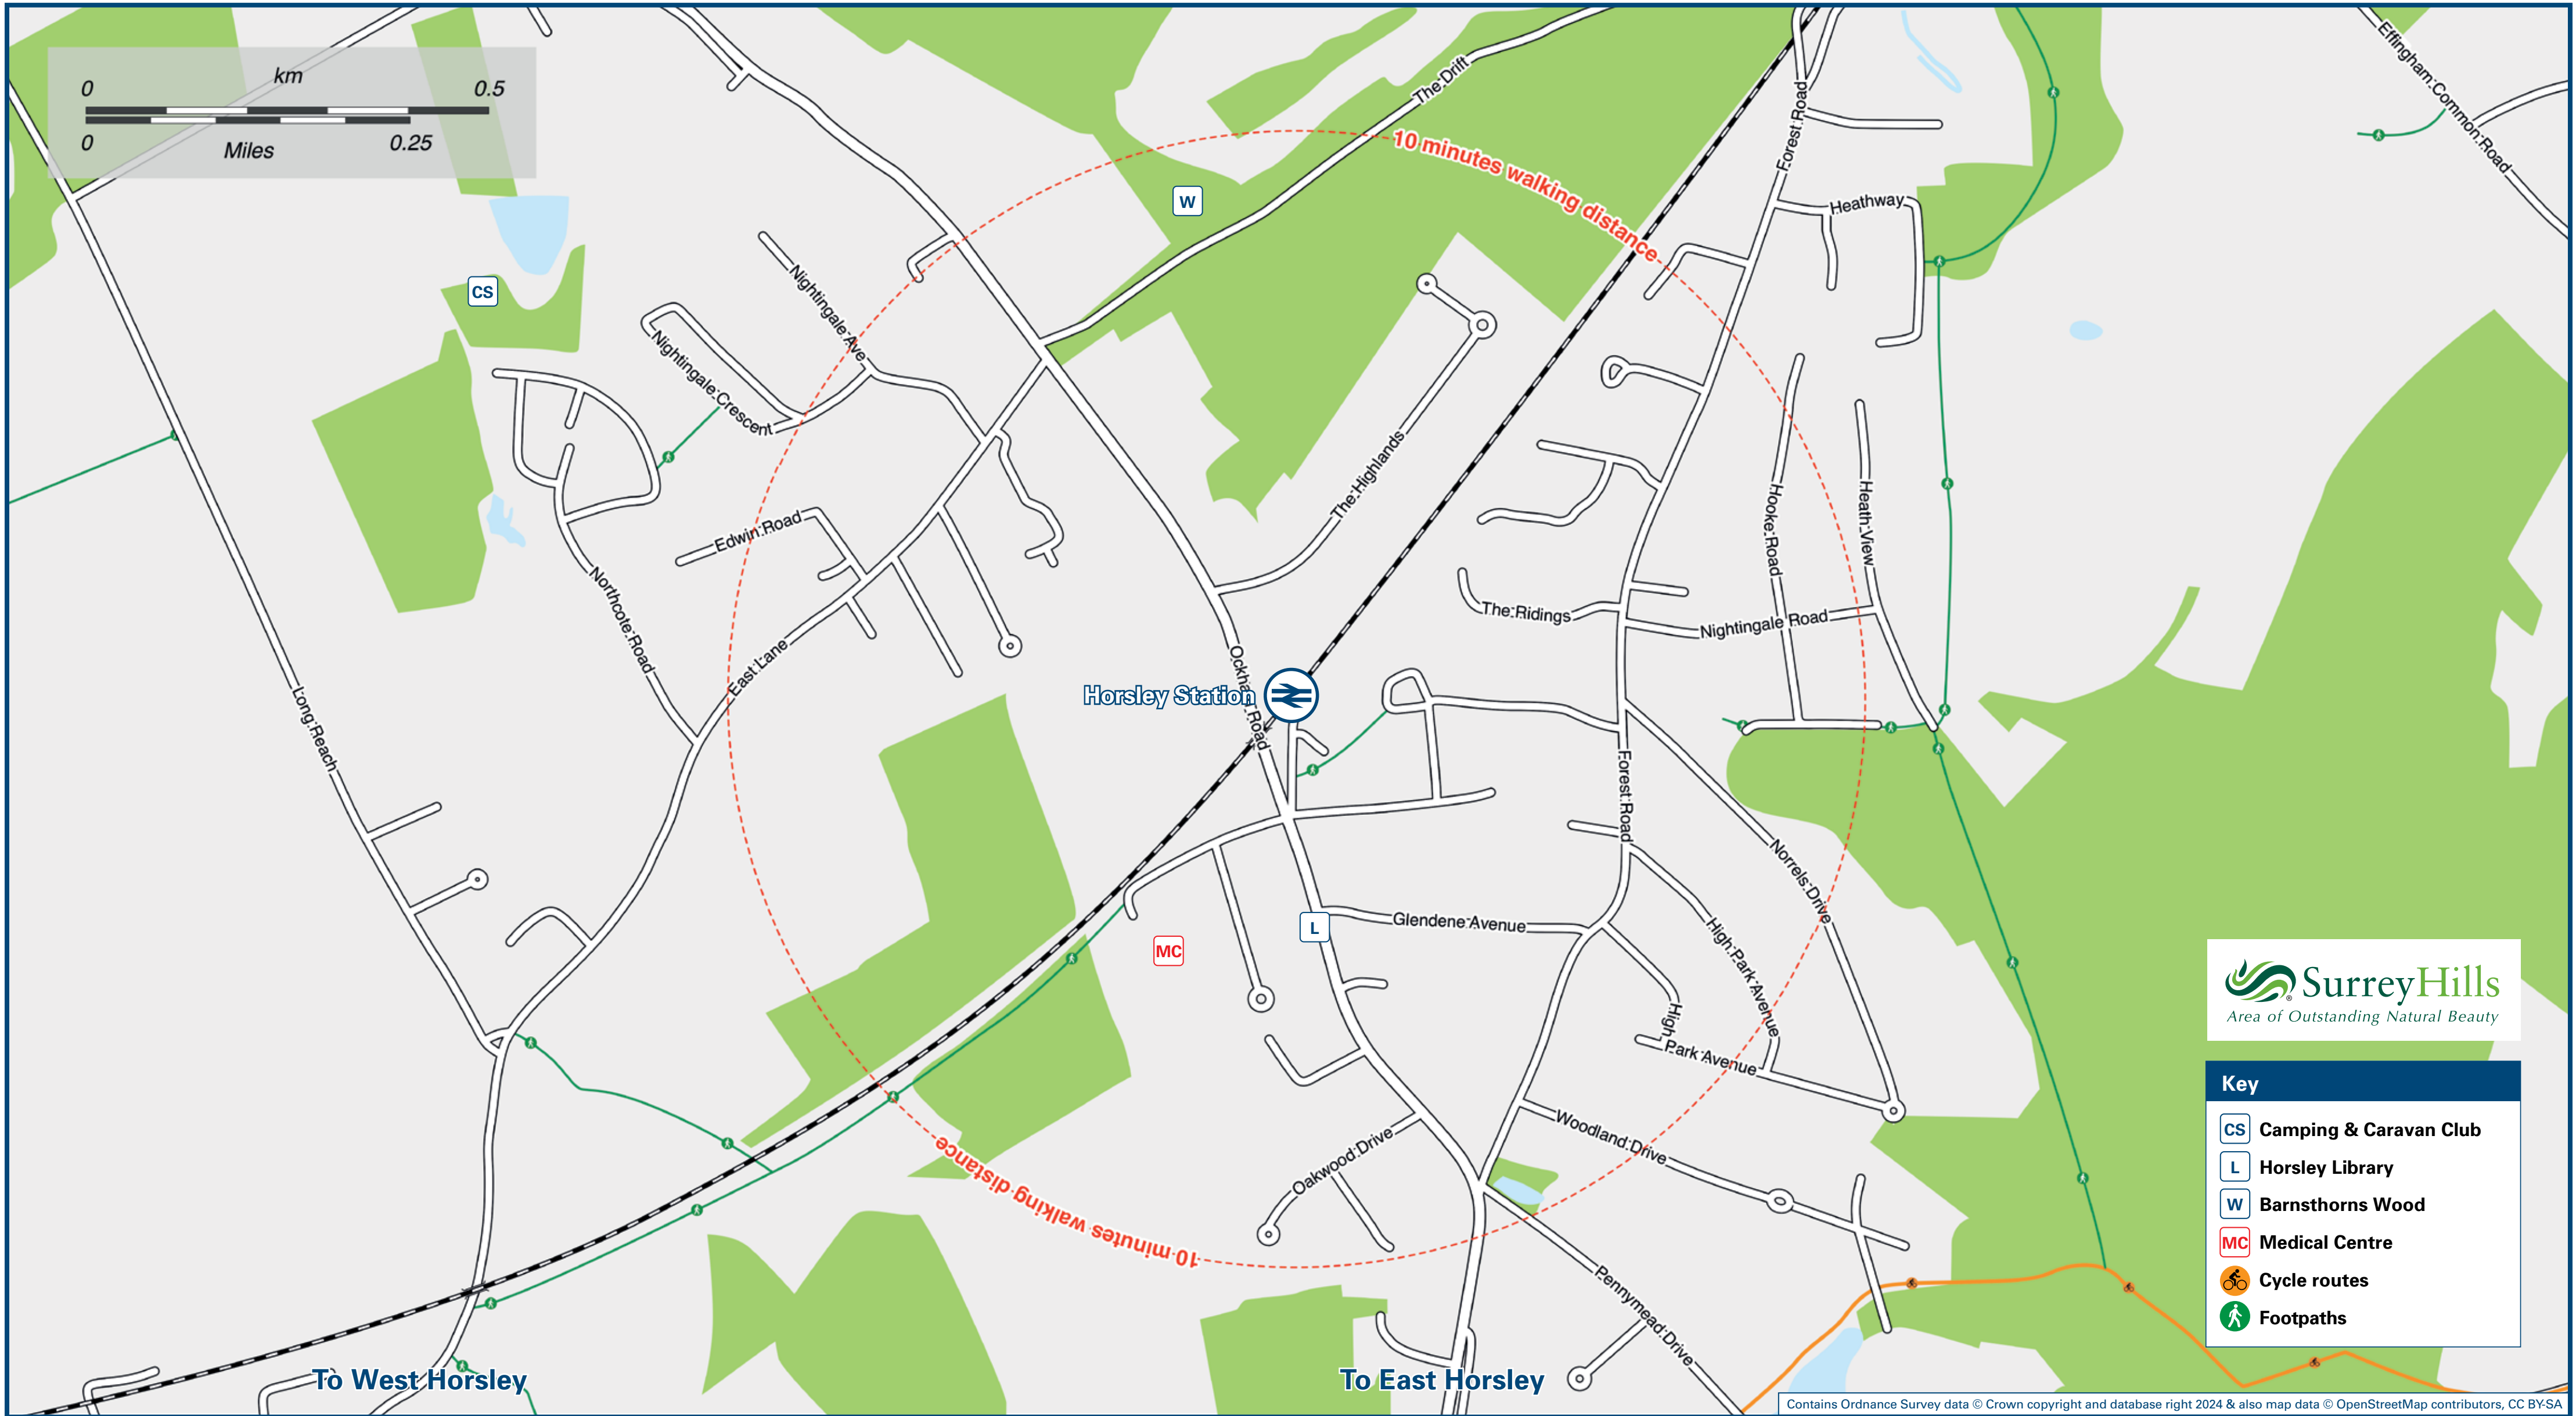 km
0 0.5
0 Miles 0.25
The Drift
Effingham Common Road
10 minutes walking distance
Forest Road
W
Heathway
CS
Nightingale Ave
Nightingale Crescent
The Highlands
Hooke Road
Heath View
Edwin Road
Northcote Road
The Ridings
Nightingale Road
East Lane
Long Reach
Horsley Station
Road
Forest Road
Norrels Drive
MC
L
Glendene Avenue
High Park Avenue
High
Park Avenue
Woodland Drive
Oakwood Drive
10 minutes walking distance
Pennymead Drive
To West Horsley
To East Horsley
SurreyHills
®
Area of Outstanding Natural Beauty
Key
CS Camping & Caravan Club
L Horsley Library
W Barnsthorns Wood
MC Medical Centre
Cycle routes
Footpaths
Contains Ordnance Survey data © Crown copyright and database right 2024 & also map data © OpenStreetMap contributors, CC BY-SA